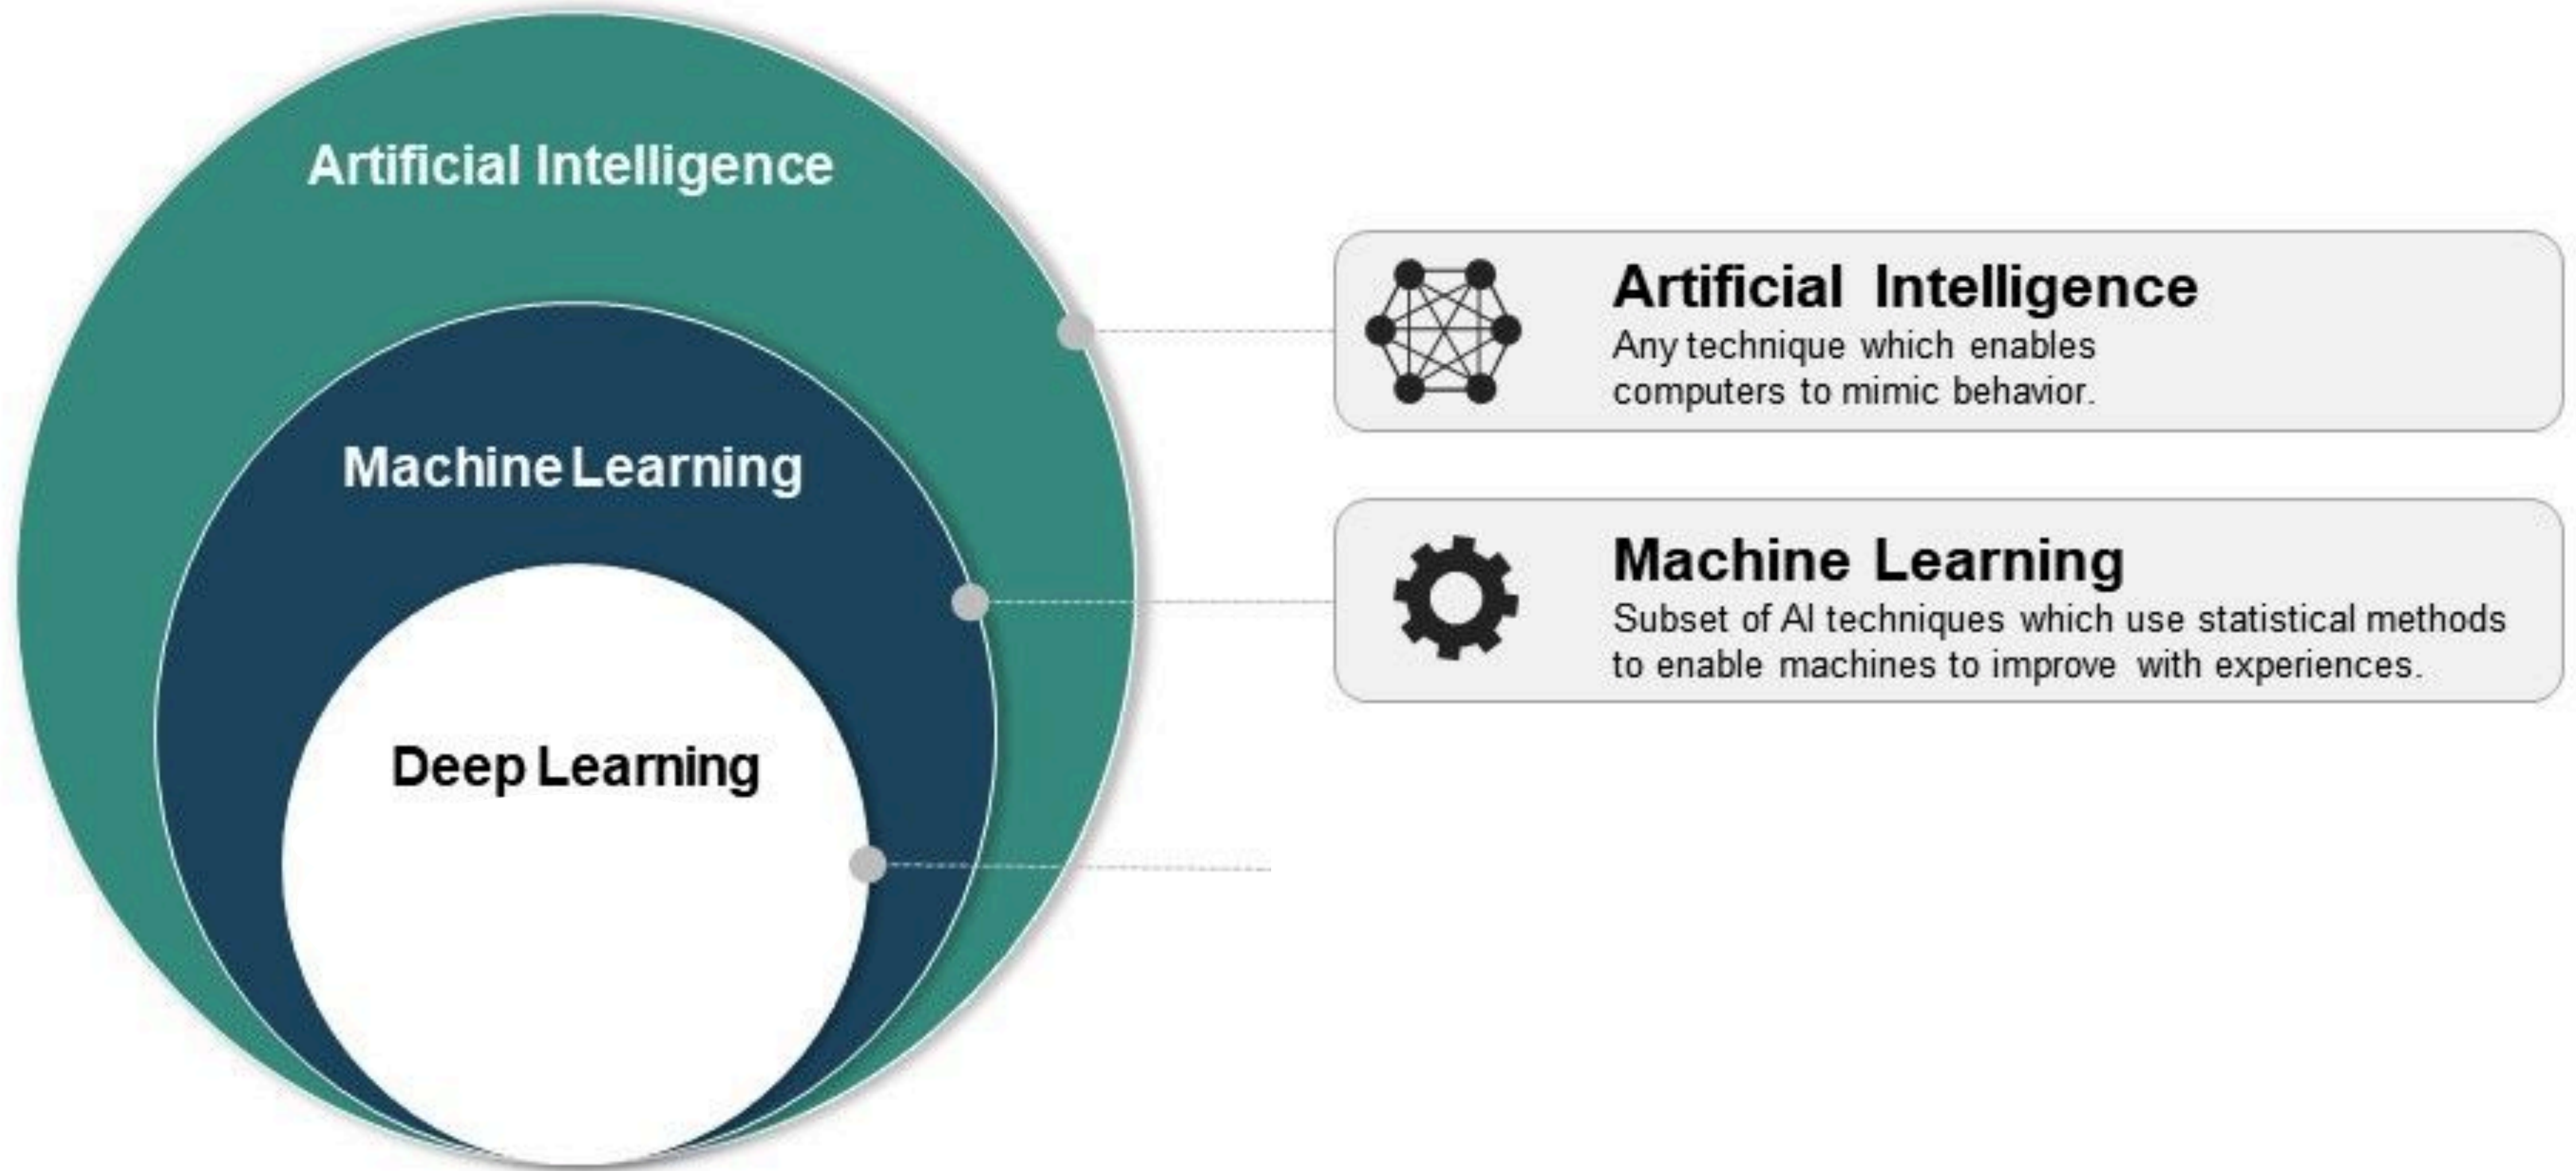 Artificial Intelligence
Machine Learning
Deep Learning
Artificial Intelligence
Any technique which enables
computers to mimic behavior.
Machine Learning
Subset of AI techniques which use statistical methods
to enable machines to improve with experiences.